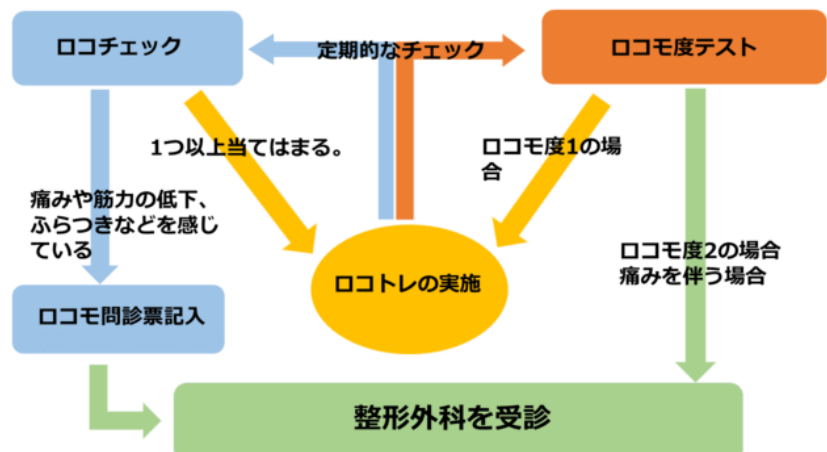 ロコチェック
定期的なチェック
ロコモ度テスト
1つ以上当てはまる。
ロコモ度1の場
合
痛みや筋力の低下、
ふらつきなどを感じ
ている
ロコモ度2の場合
痛みを伴う場合
ロコトレの実施
ロコモ問診票記入
整形外科を受診